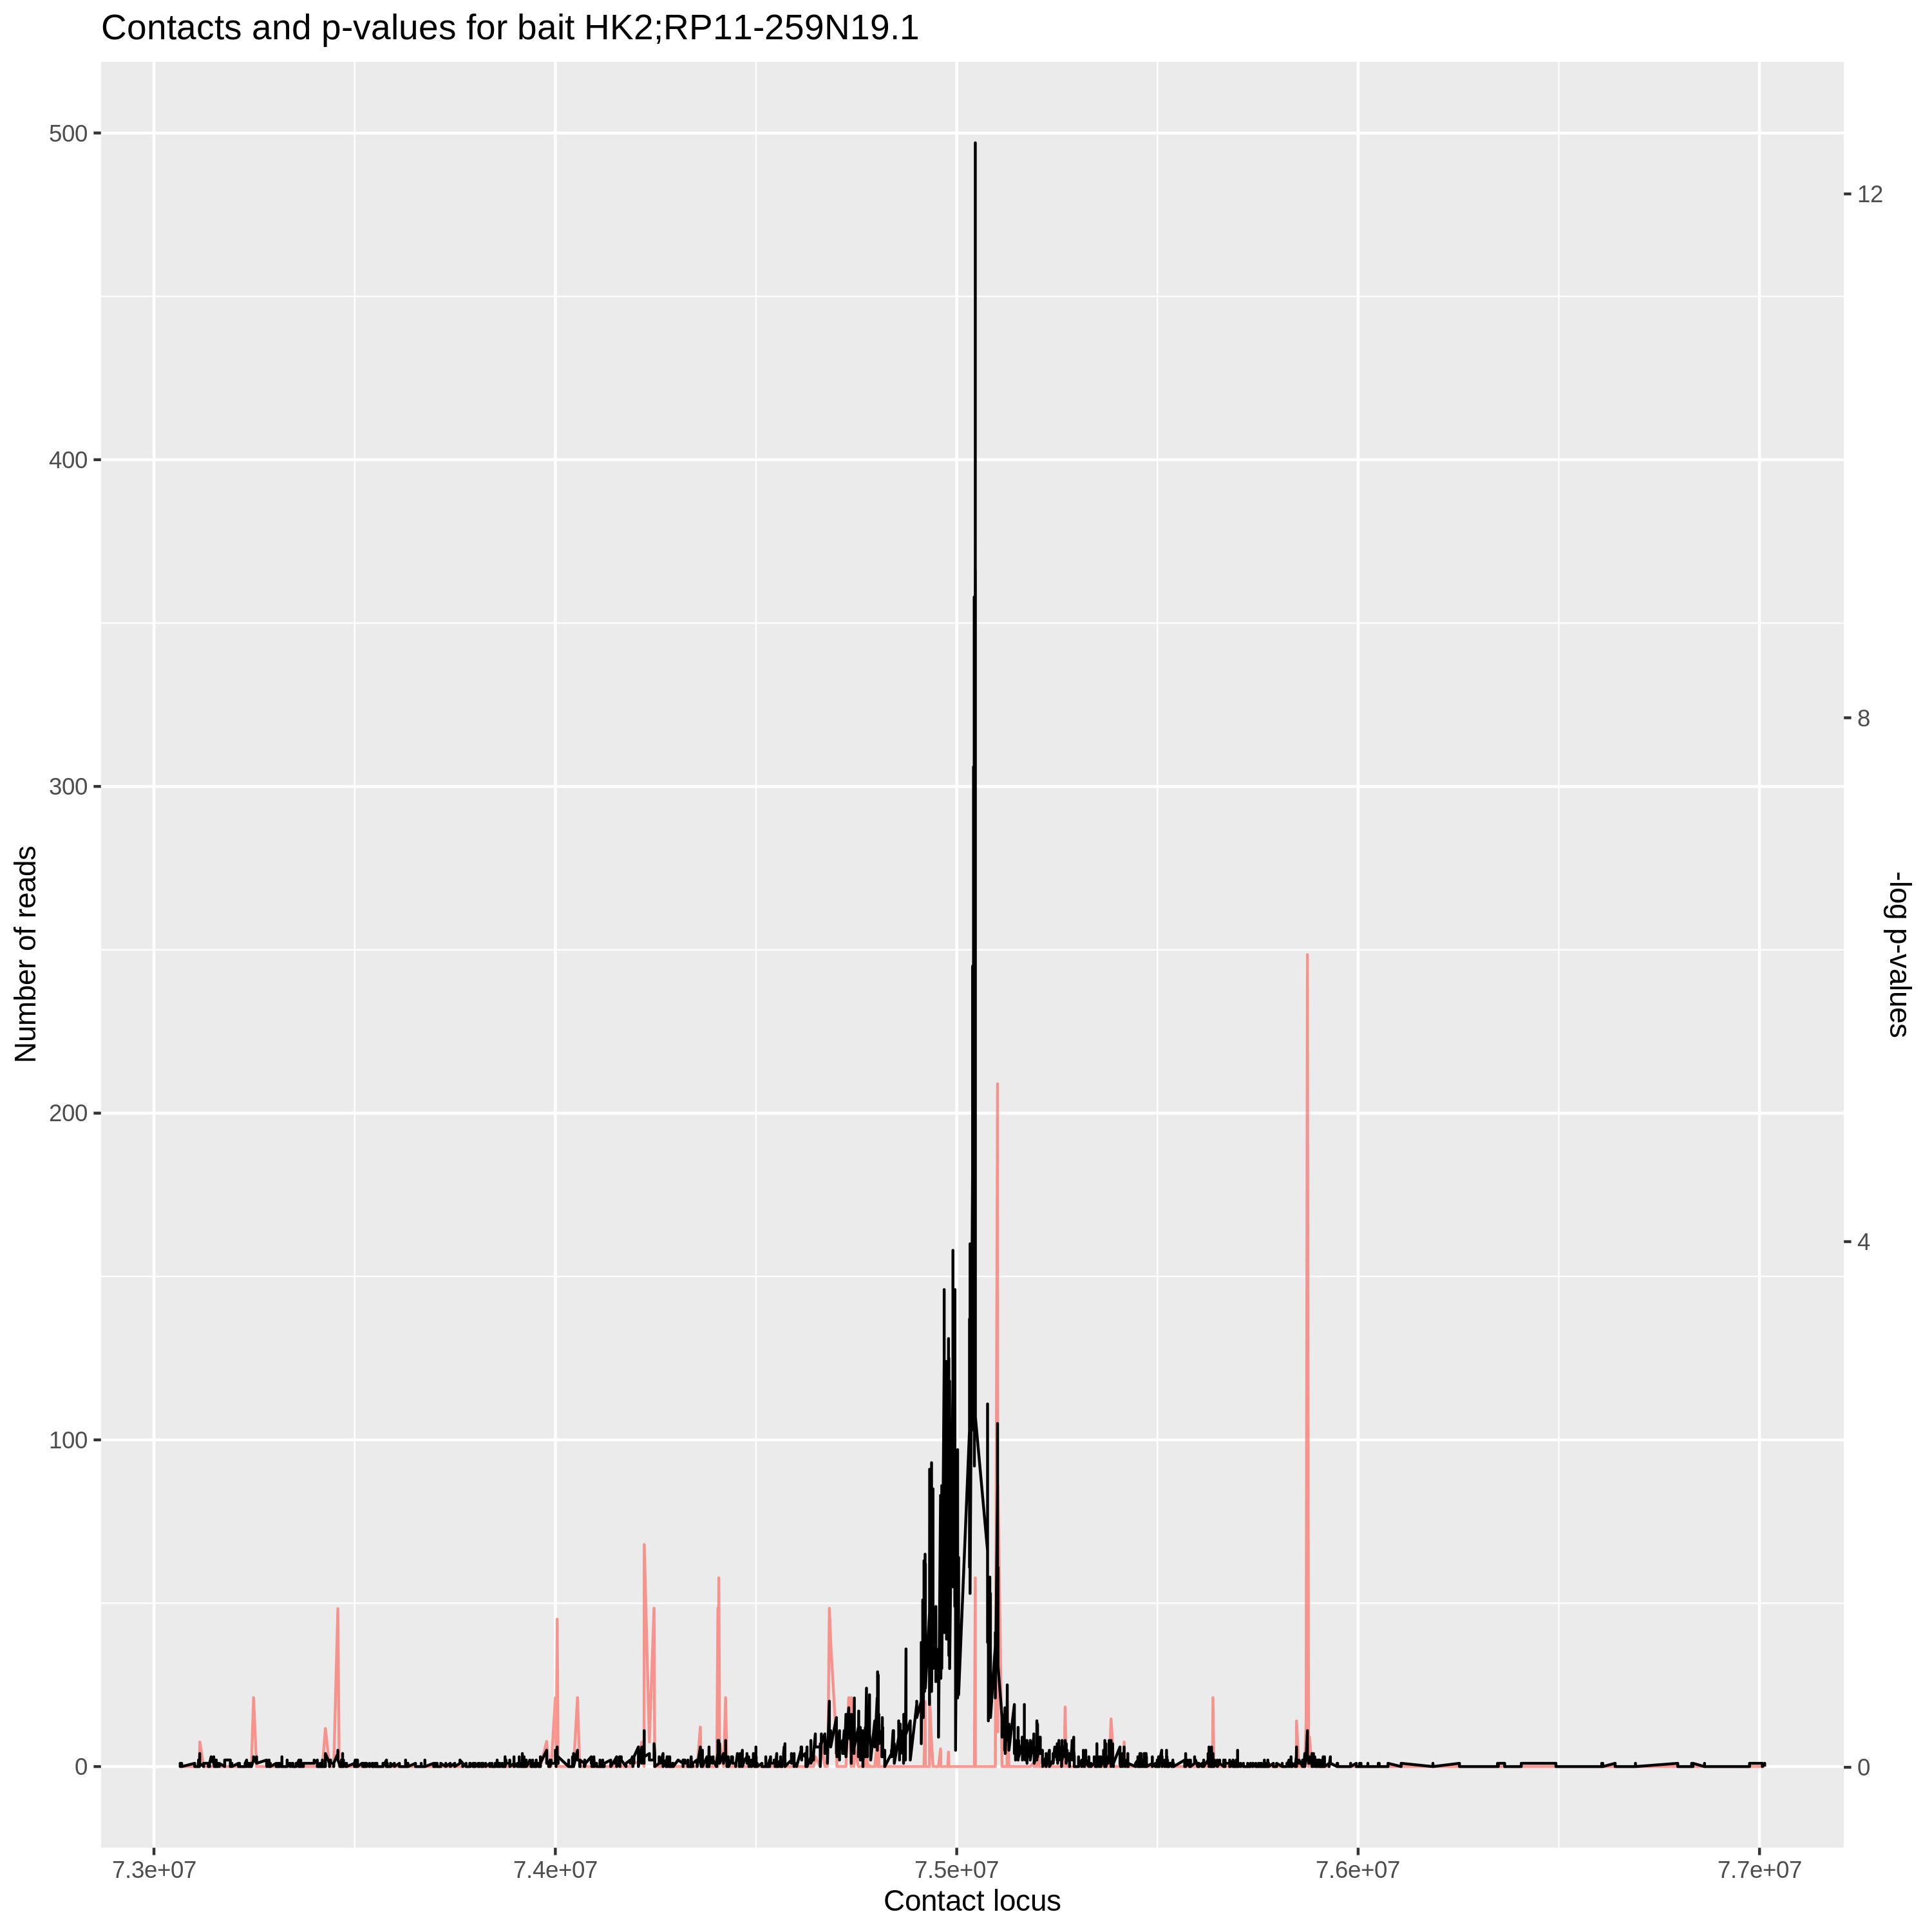 Contacts and p-values for bait HK2;RP11-259N19.1
500
400
300
200
100
0
Number of reads
12
8
4
0
-log p-values
7.3e+07
7.4e+07
7.5e+07
7.6e+07
7.7e+07
Contact locus